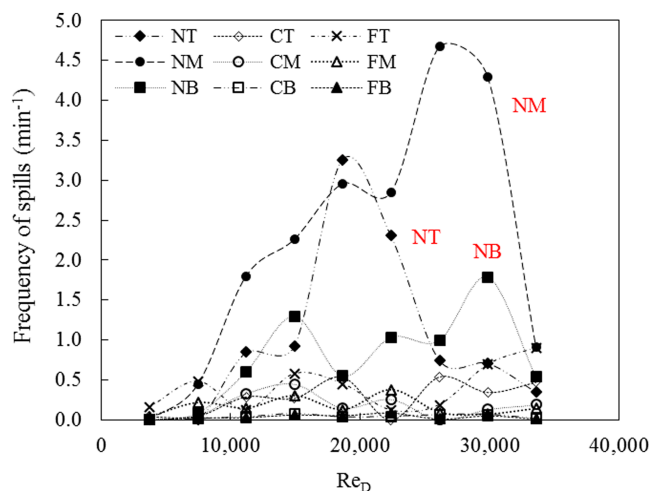 5.0
NT CT FT
4.5
NM CM FM
4.0
NB CB FB
NM
3.5
3.0
2.5
NT
NB
2.0
1.5
1.0
0.5
0.0
Frequency of spills (min-1)
0 10,000 20,000 30,000 40,000
ReD